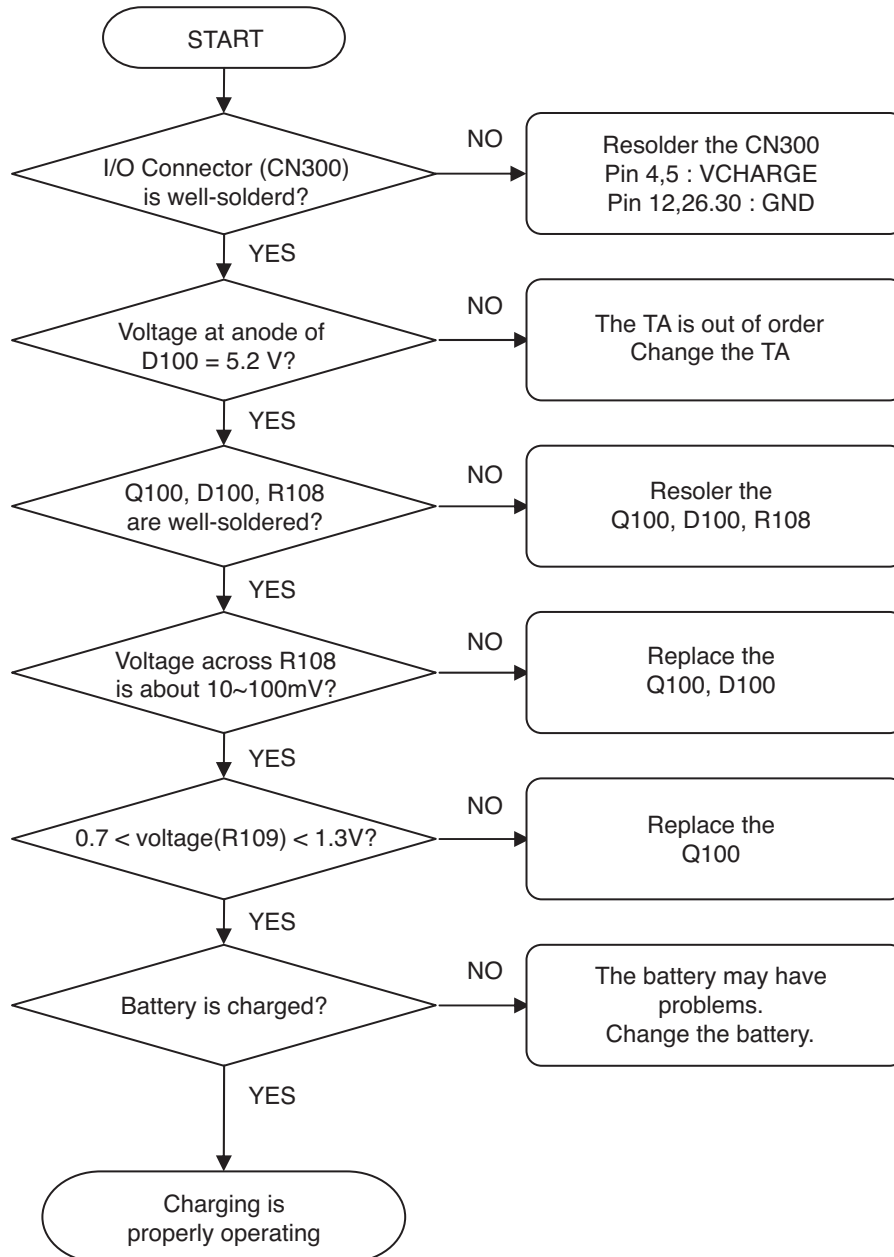 START
I/O Connector (CN300)
is well-solderd?
NO
Resolder the CN300
Pin 4,5 : VCHARGE
Pin 12,26.30 : GND
YES
Voltage at anode of
D100 = 5.2 V?
NO
The TA is out of order
Change the TA
YES
Q100, D100, R108
are well-soldered?
NO
Resoler the
Q100, D100, R108
YES
Voltage across R108
is about 10~100mV?
NO
Replace the
Q100, D100
YES
0.7 < voltage(R109) < 1.3V?
NO
Replace the
Q100
YES
Battery is charged?
NO
The battery may have
problems.
Change the battery.
YES
Charging is
properly operating